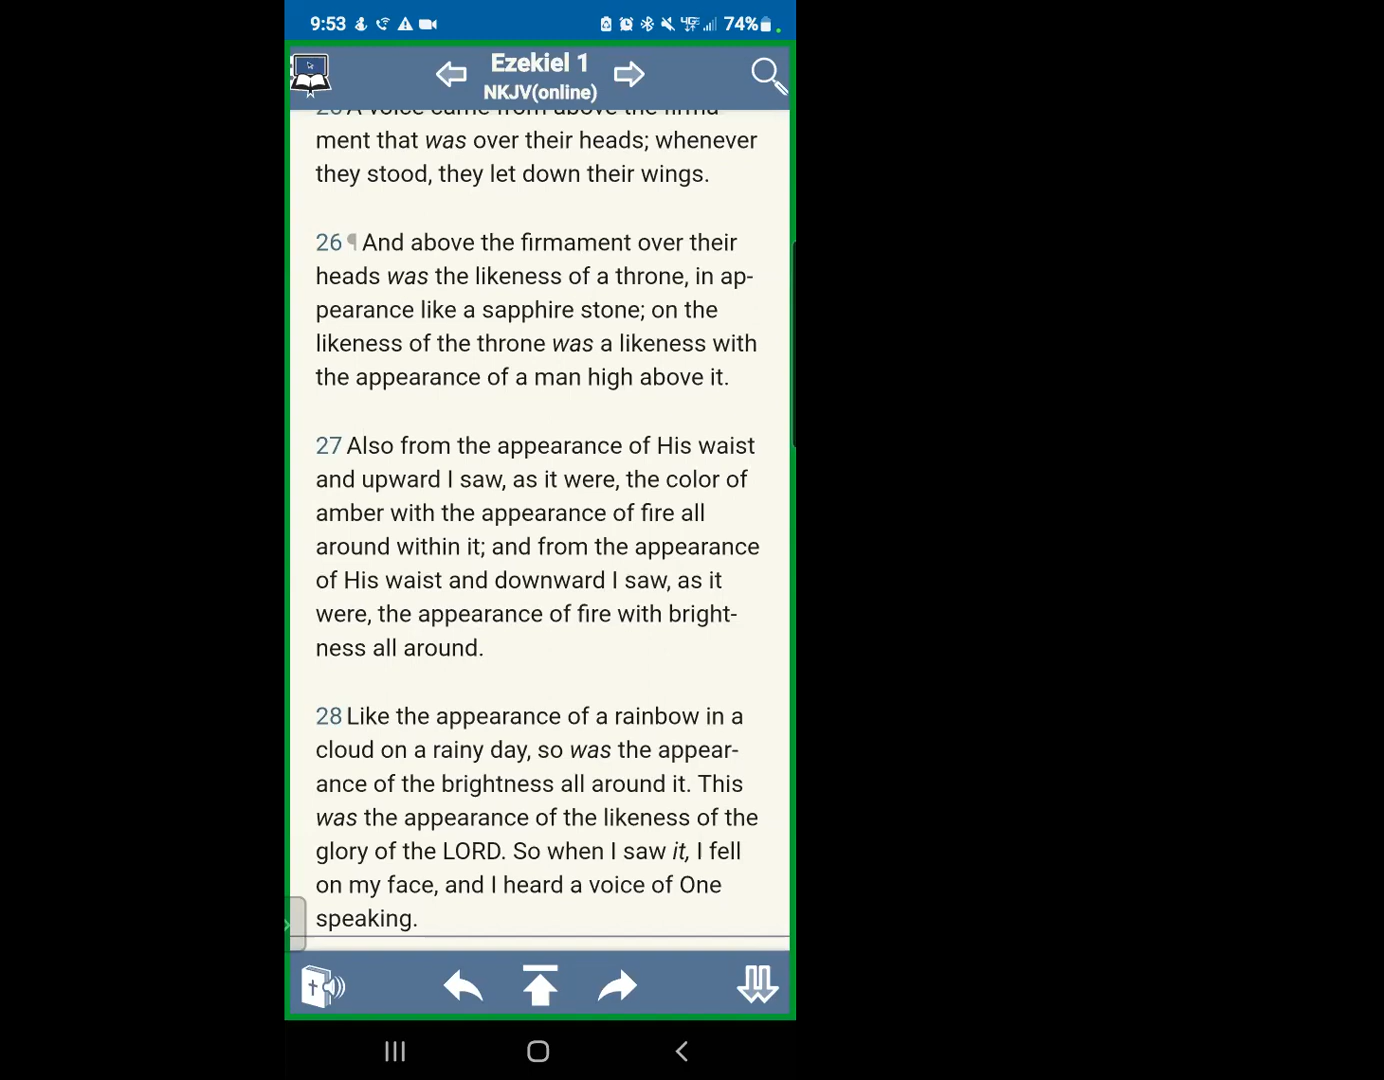 9:53 74%
Ezekiel 1
NKJV(online)
25 A voice came from above the firma-
ment that was over their heads; whenever
they stood, they let down their wings.
26 ¶ And above the firmament over their
heads was the likeness of a throne, in ap-
pearance like a sapphire stone; on the
likeness of the throne was a likeness with
the appearance of a man high above it.
27 Also from the appearance of His waist
and upward I saw, as it were, the color of
amber with the appearance of fire all
around within it; and from the appearance
of His waist and downward I saw, as it
were, the appearance of fire with bright-
ness all around.
28 Like the appearance of a rainbow in a
cloud on a rainy day, so was the appear-
ance of the brightness all around it. This
was the appearance of the likeness of the
glory of the LORD. So when I saw it, I fell
on my face, and I heard a voice of One
speaking.